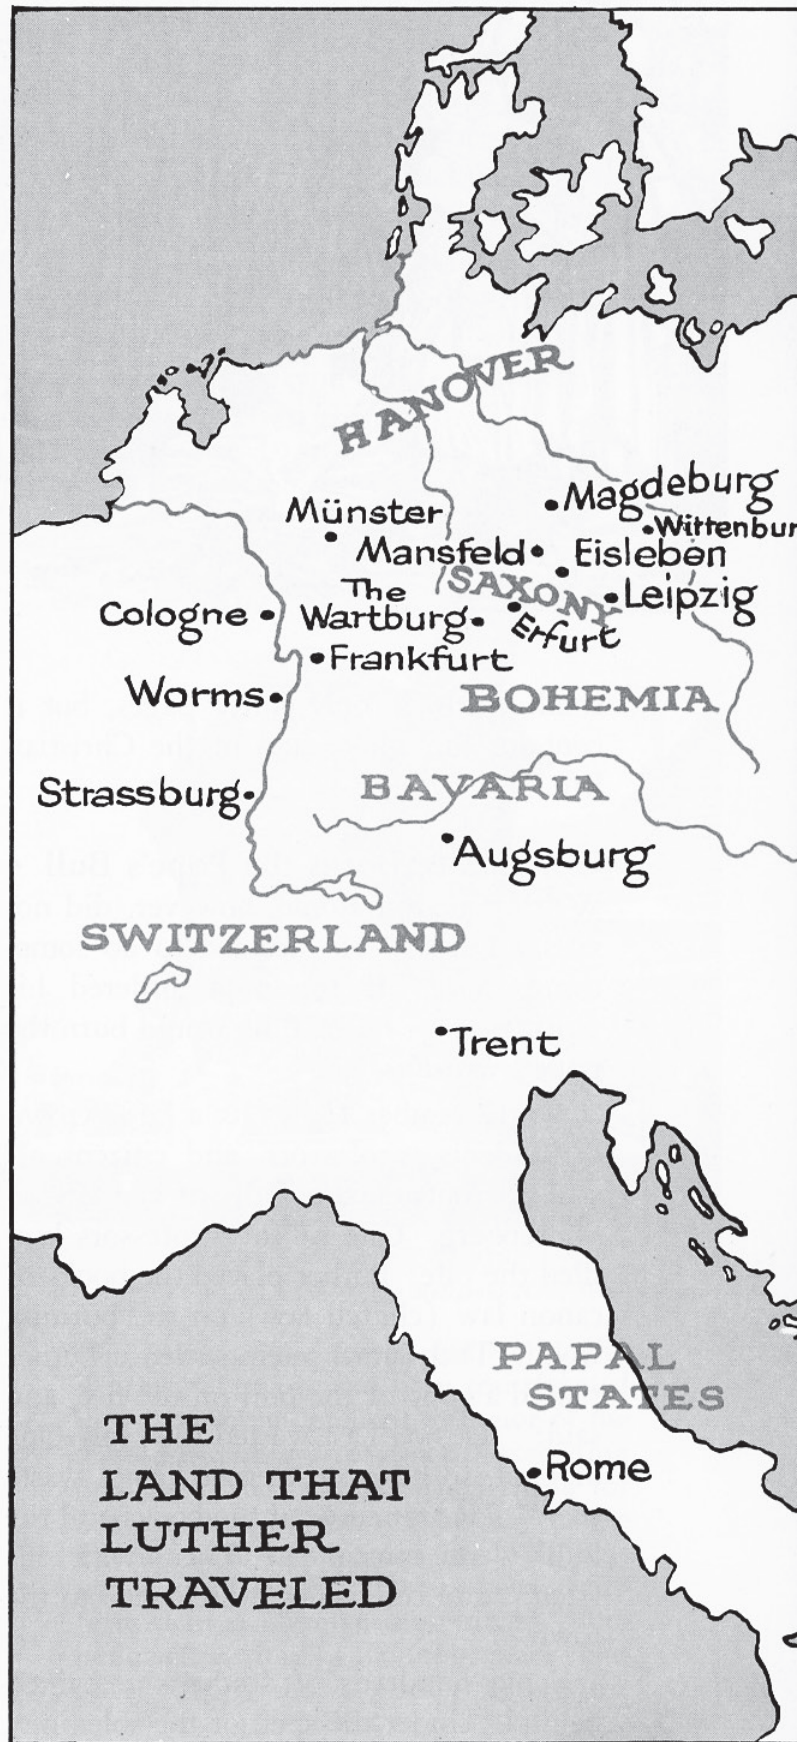 HANOVER
Magdeburg
Münster
Wittenbur
Mansfeld
Eisleben
SAXONY
The
Wartburg
Leipzig
Cologne
Erfurt
Frankfurt
Worms
BOHEMIA
Strassburg
BAVARIA
Augsburg
SWITZERLAND
Trent
PAPAL
STATES
Rome
THE
LAND THAT
LUTHER
TRAVELED